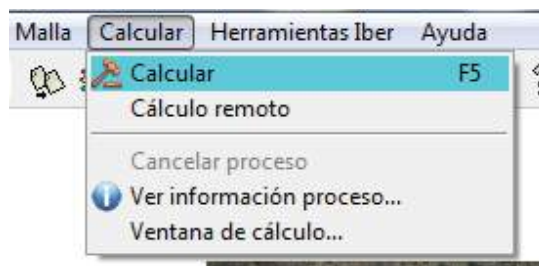 Malla Calcular Herramientas Iber Ayuda
Calcular F5
Cálculo remoto
Cancelar proceso
Ver información proceso...
Ventana de cálculo...